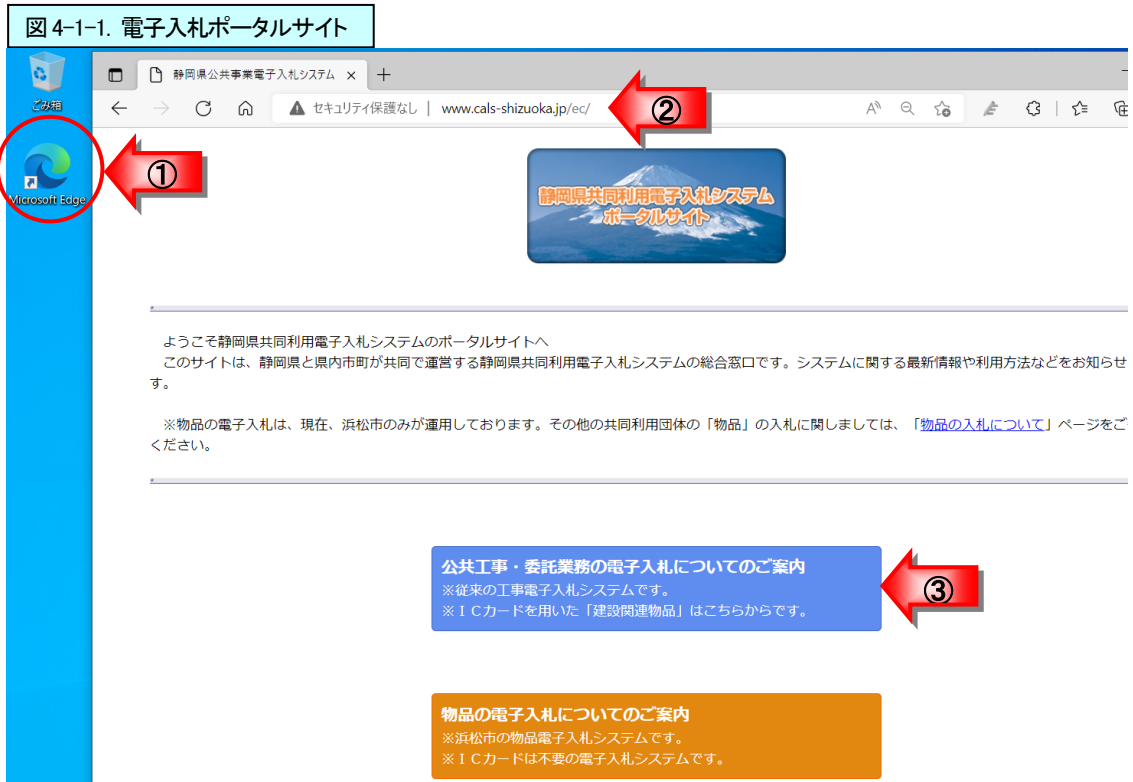 図 4-1-1. 電子入札ポータルサイト
ごみ箱
静岡県公共事業電子入札システム
セキュリティ保護なし | www.cals-shizuoka.jp/ec/
②
①
Microsoft Edge
静岡県共同利用電子入札システム
ポータルサイト
ようこそ静岡県共同利用電子入札システムのポータルサイトへ
このサイトは、静岡県と県内市町が共同で運営する静岡県共同利用電子入札システムの総合窓口です。システムに関する最新情報や利用方法などをお知らせ
す。
※物品の電子入札は、現在、浜松市のみが運用しております。その他の共同利用団体の「物品」の入札に関しましては、「物品の入札について」ページをご
ください。
公共工事・委託業務の電子入札についてのご案内
※従来の工事電子入札システムです。
※ＩＣカードを用いた「建設関連物品」はこちらからです。
③
物品の電子入札についてのご案内
※浜松市の物品電子入札システムです。
※ＩＣカードは不要の電子入札システムです。